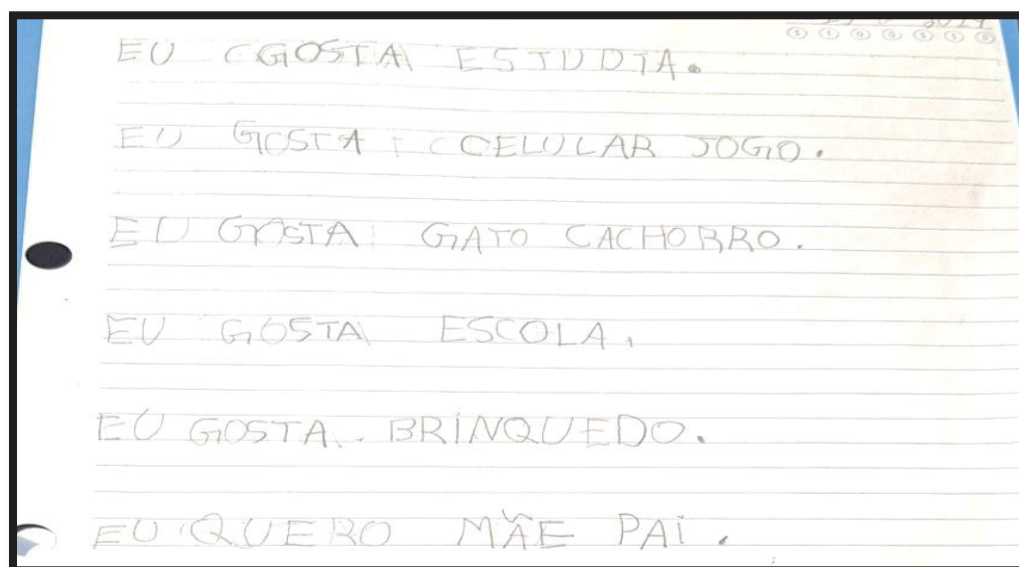 EU GOSTA ESTUDTA.
EU GOSTA CELULAR JOGO.
EU GOSTA GATO CACHORRO.
EU GOSTA ESCOLA.
EU GOSTA BRINQUEDO.
EU QUERO MÃE PAI.